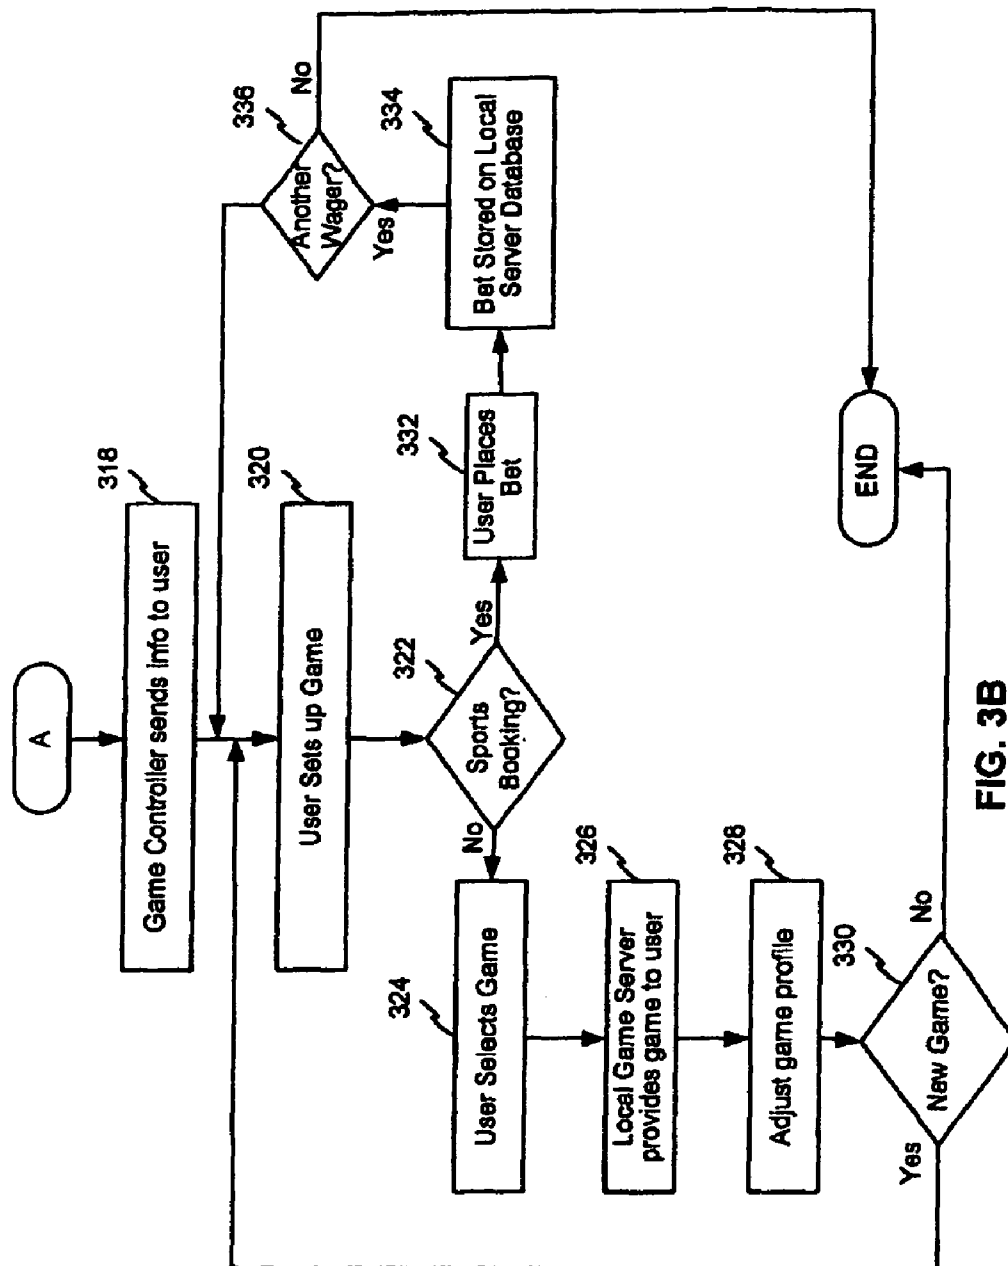 A
318
Game Controller sends info to user
320
User Sets up Game
322
Sports
Booking?
Yes
No
332
User Places
Bet
334
Bet Stored on Local
Server Database
336
Another
Wager?
Yes
No
324
User Selects Game
326
Local Game Server
provides game to user
328
Adjust game profile
330
New Game?
Yes
No
END
FIG. 3B